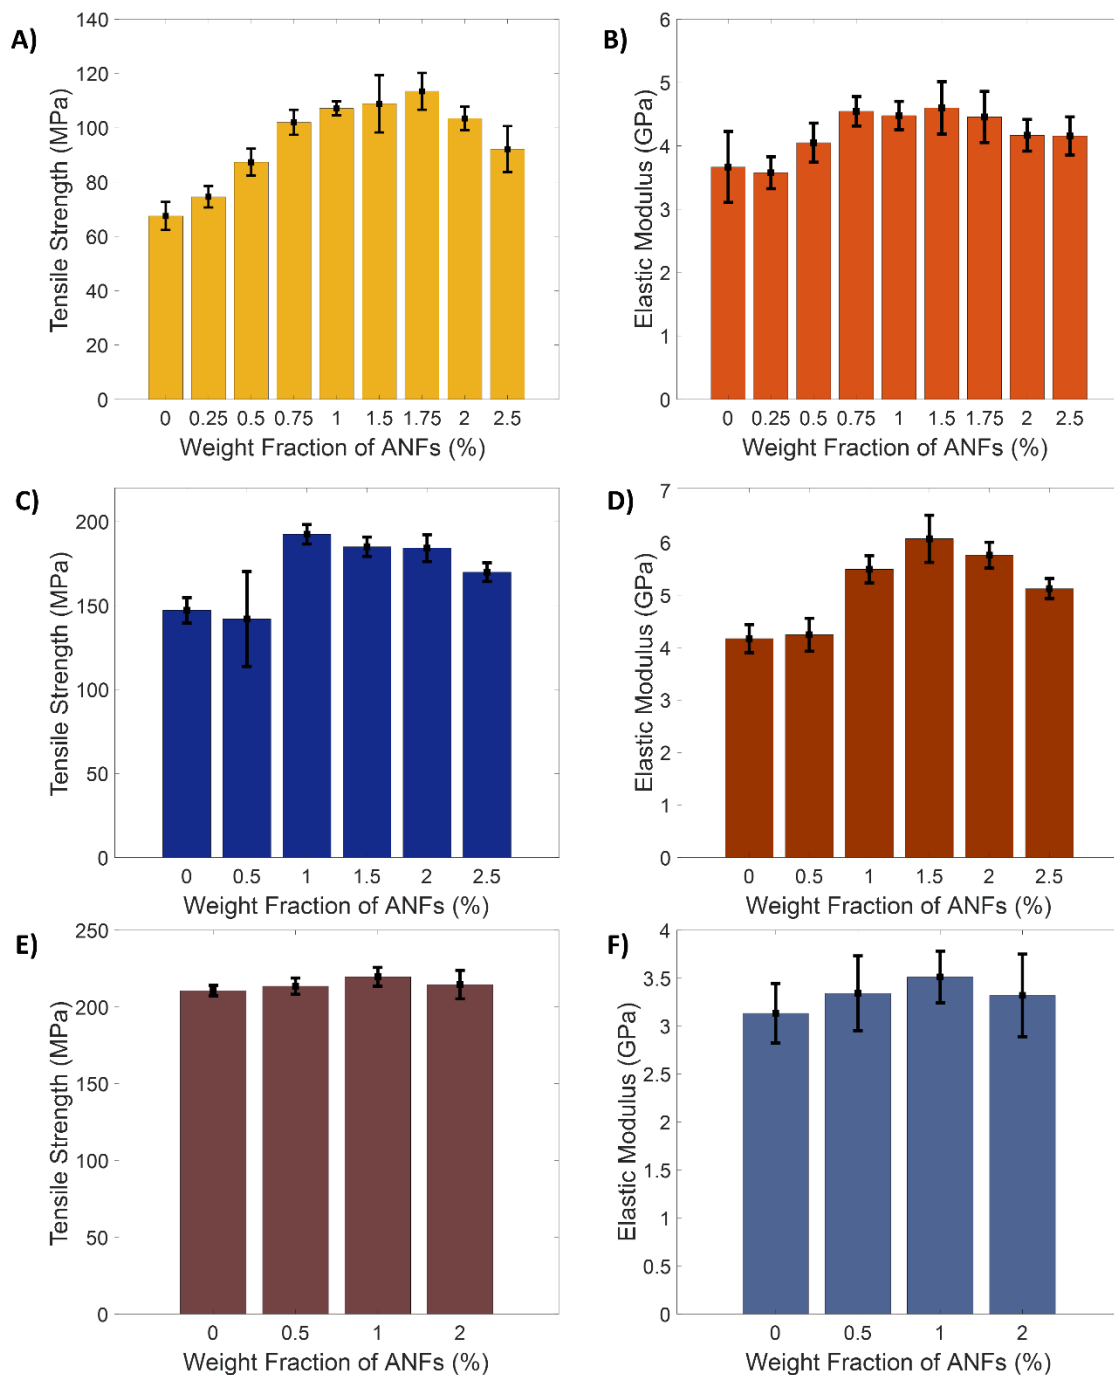 A)
Tensile Strength (MPa)
140
120
100
80
60
40
20
0
0 0.25 0.5 0.75 1 1.5 1.75 2 2.5
Weight Fraction of ANFs (%)
B)
Elastic Modulus (GPa)
6
5
4
3
2
1
0
0 0.25 0.5 0.75 1 1.5 1.75 2 2.5
Weight Fraction of ANFs (%)
C)
Tensile Strength (MPa)
200
150
100
50
0
0 0.5 1 1.5 2 2.5
Weight Fraction of ANFs (%)
D)
Elastic Modulus (GPa)
7
6
5
4
3
2
1
0
0 0.5 1 1.5 2 2.5
Weight Fraction of ANFs (%)
E)
Tensile Strength (MPa)
250
200
150
100
50
0
0 0.5 1 2
Weight Fraction of ANFs (%)
F)
Elastic Modulus (GPa)
4
3.5
3
2.5
2
1.5
1
0.5
0
0 0.5 1 2
Weight Fraction of ANFs (%)